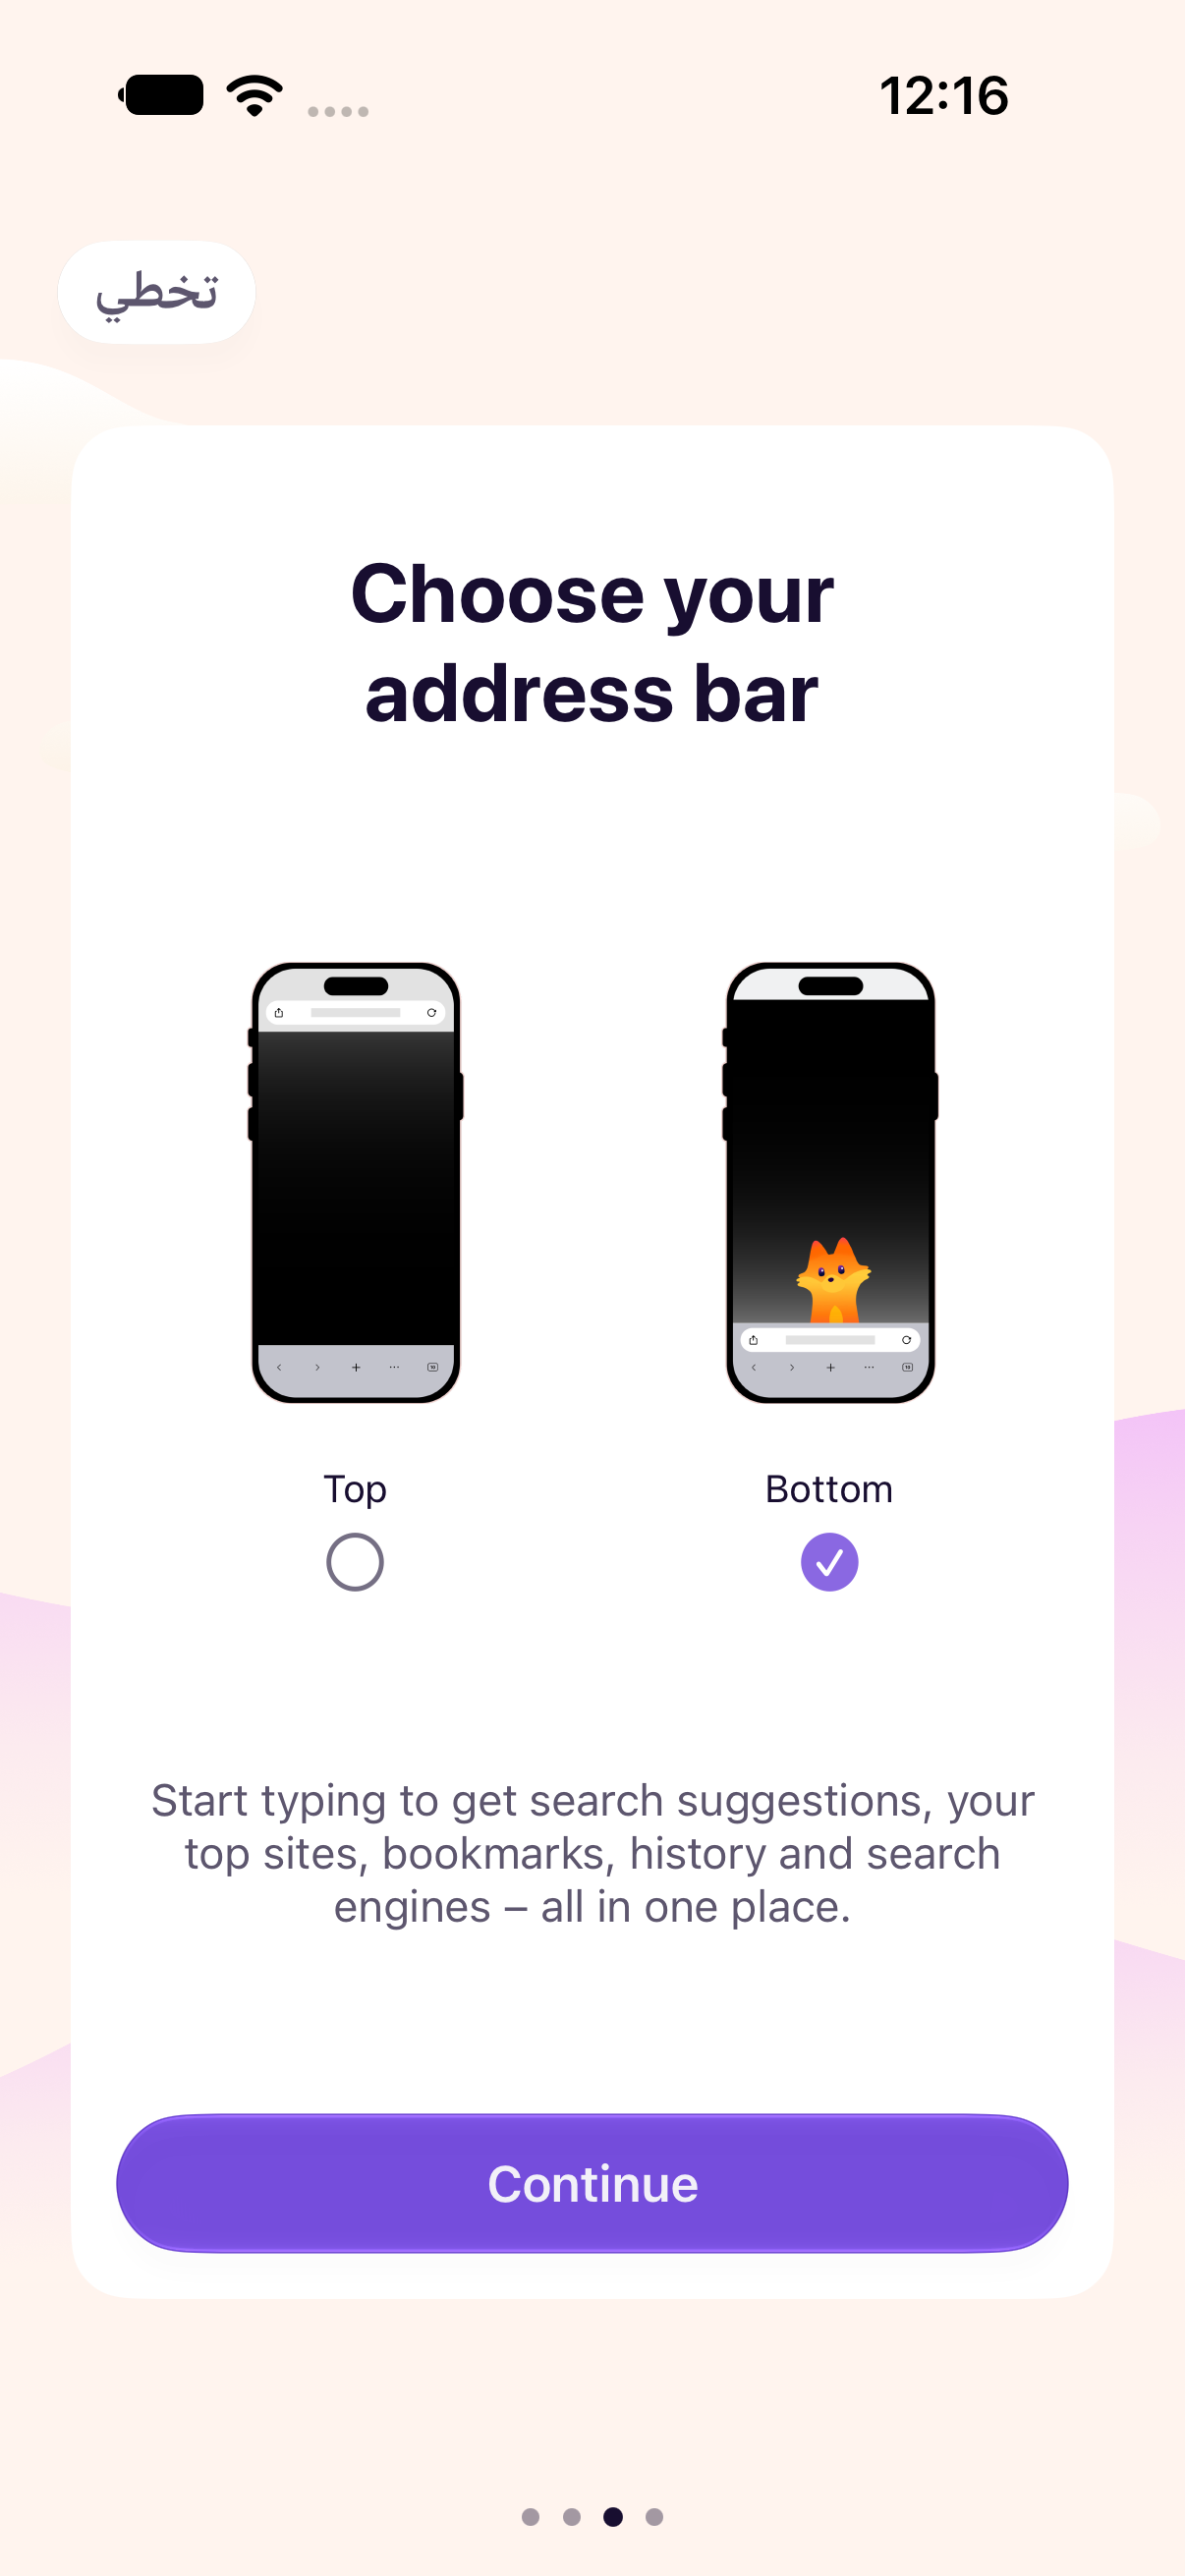 12:16
تخطي
Choose your
address bar
Top
Bottom
Start typing to get search suggestions, your
top sites, bookmarks, history and search
engines – all in one place.
Continue